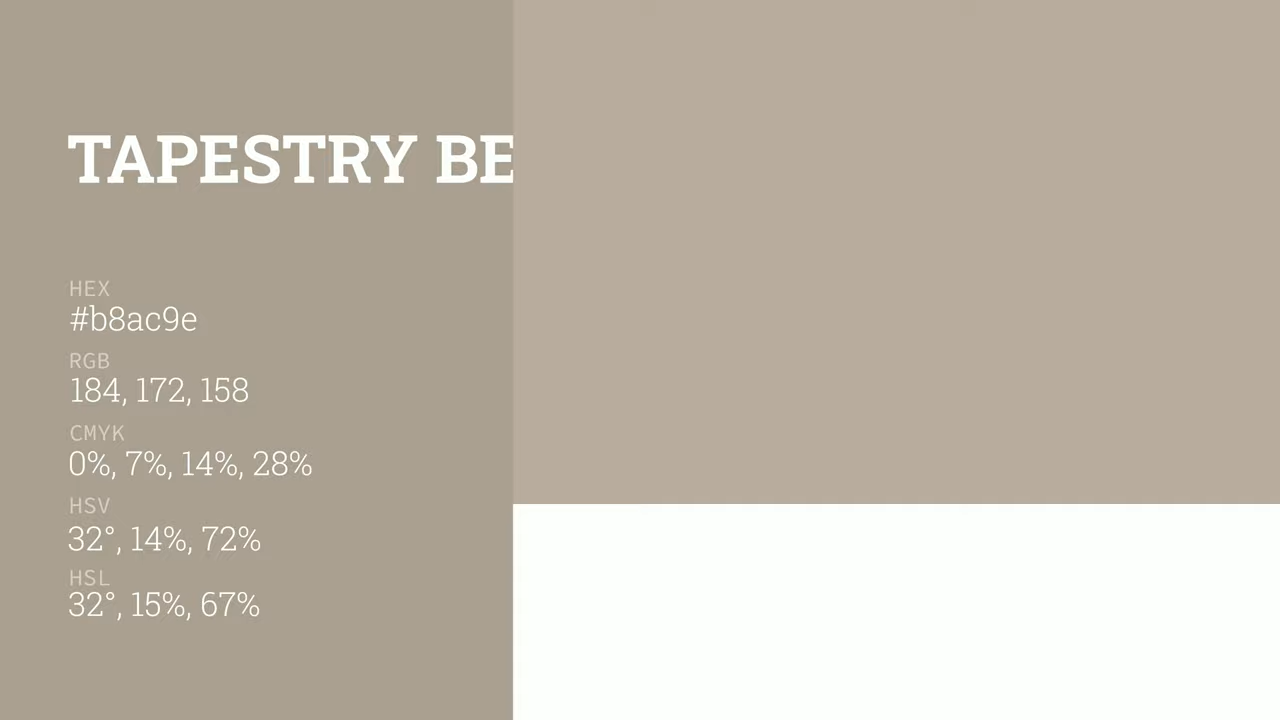 TAPESTRY BE
HEX
#b8ac9e
RGB
184, 172, 158
CMYK
0%, 7%, 14%, 28%
HSV
32°, 14%, 72%
HSL
32°, 15%, 67%